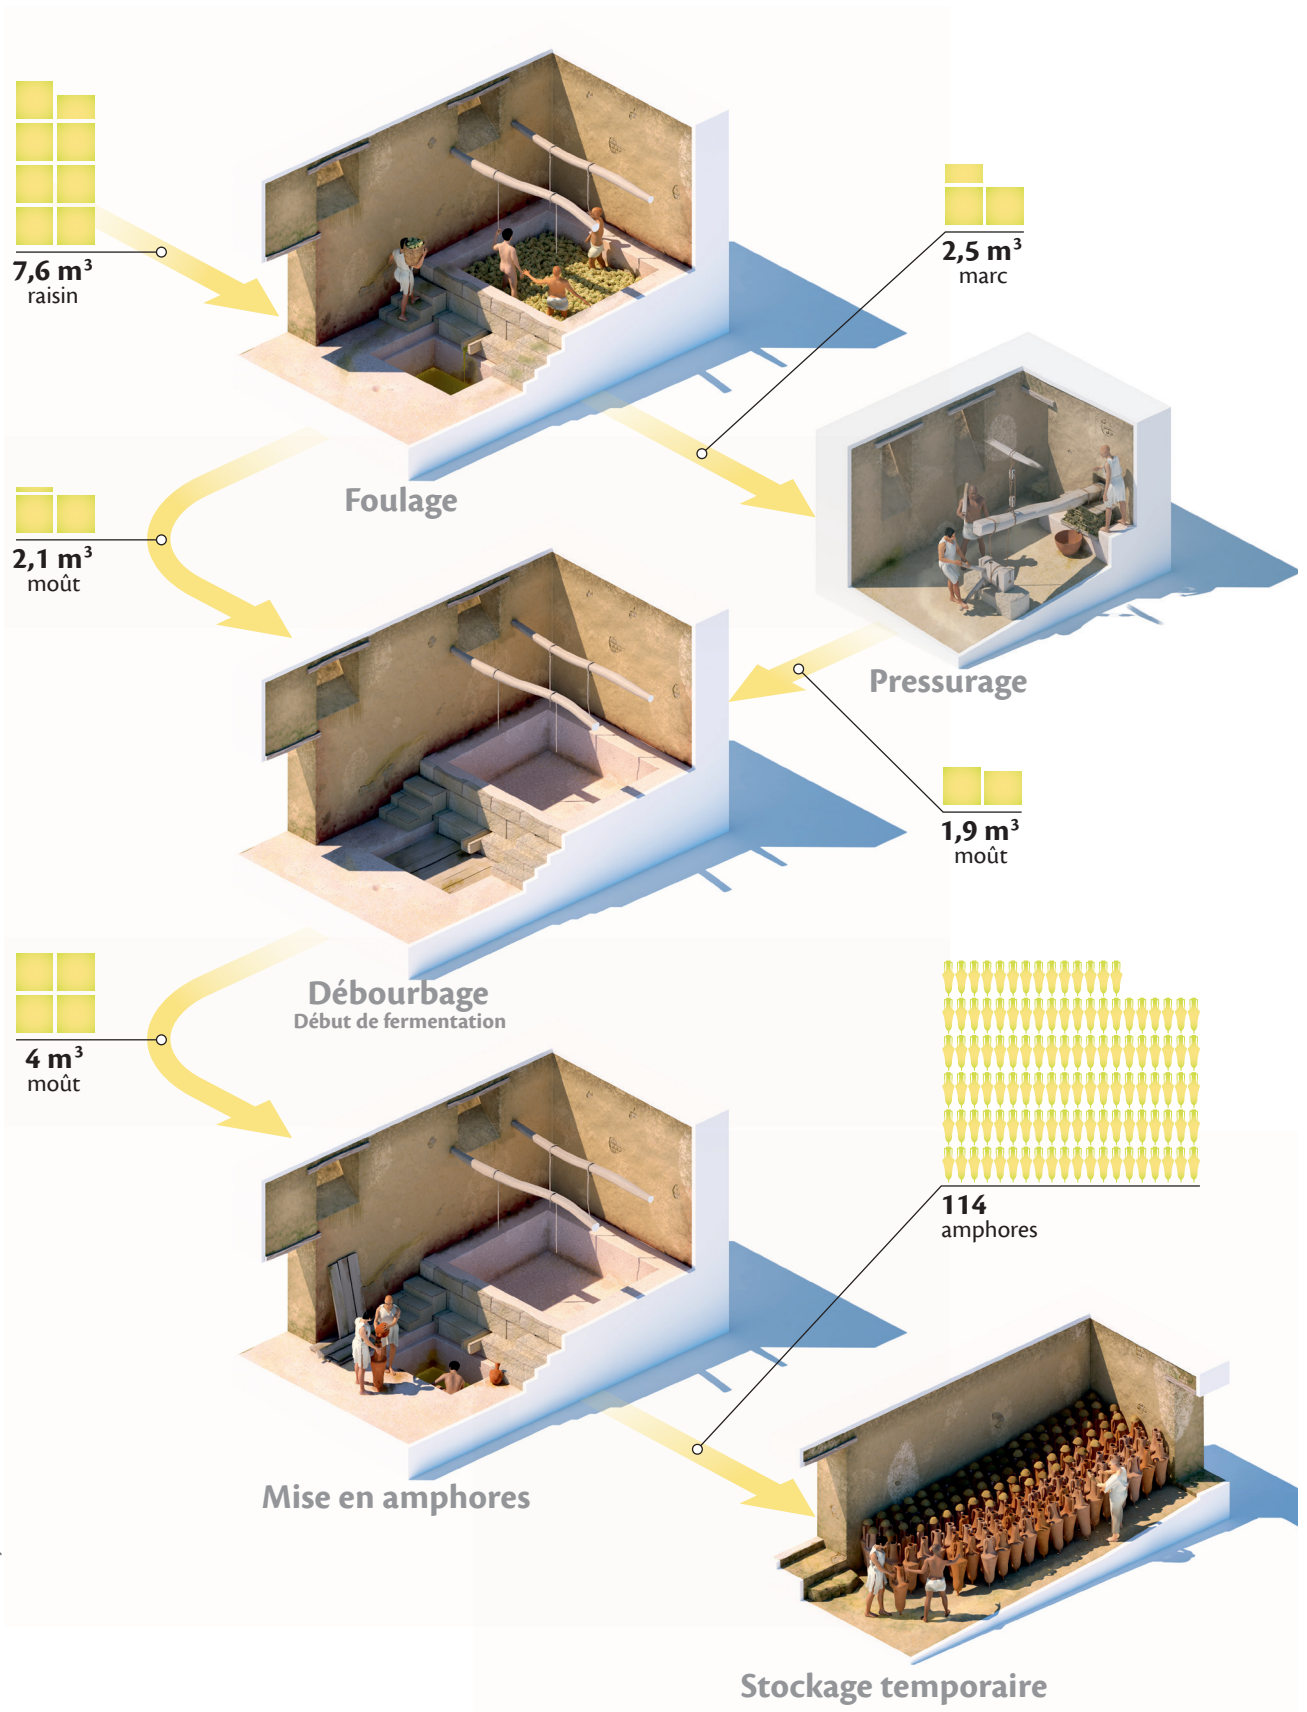 7,6 m³
raisin
2,5 m³
marc
Foulage
2,1 m³
moût
Pressurage
1,9 m³
moût
Débourbage
Début de fermentation
4 m³
moût
114
amphores
Mise en amphores
Stockage temporaire